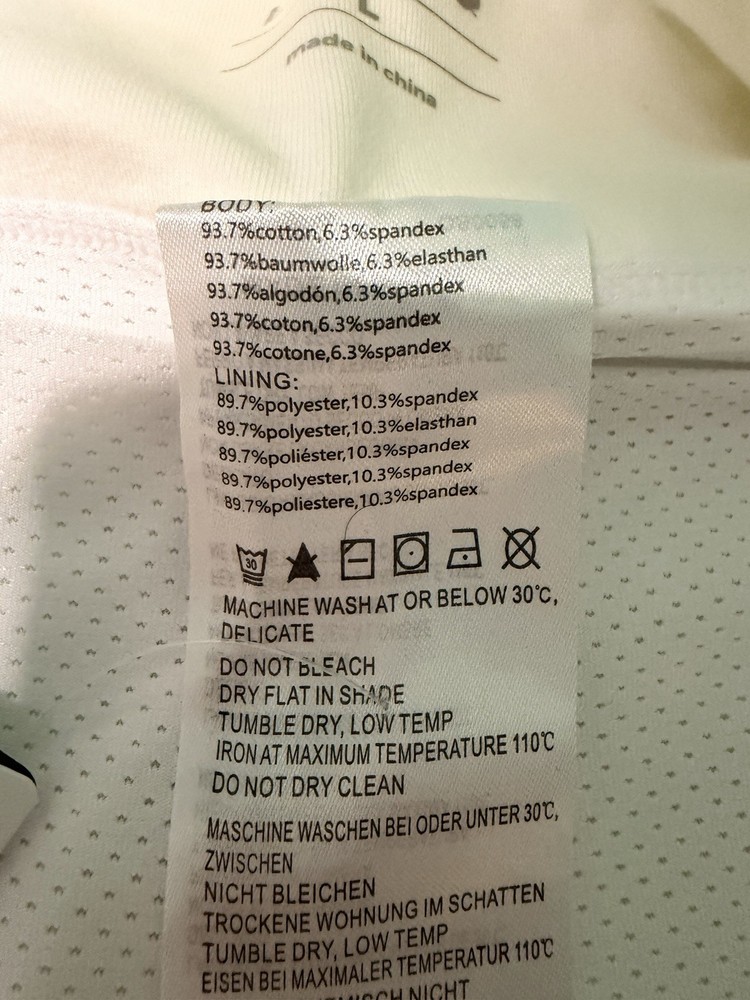 L
made in china
BODY:
93.7%cotton,6.3%spandex
93.7%baumwolle,6.3%elasthan
93.7%algodón,6.3%spandex
93.7%coton,6.3%spandex
93.7%cotone,6.3%spandex
LINING:
89.7%polyester,10.3%spandex
89.7%polyester,10.3%elasthan
89.7%poliéster,10.3%spandex
89.7%polyester,10.3%spandex
89.7%poliestere,10.3%spandex
30
MACHINE WASH AT OR BELOW 30℃,
DELICATE
DO NOT BLEACH
DRY FLAT IN SHADE
TUMBLE DRY, LOW TEMP
IRON AT MAXIMUM TEMPERATURE 110℃
DO NOT DRY CLEAN
MASCHINE WASCHEN BEI ODER UNTER 30℃,
ZWISCHEN
NICHT BLEICHEN
TROCKENE WOHNUNG IM SCHATTEN
TUMBLE DRY, LOW TEMP
EISEN BEI MAXIMALER TEMPERATUR 110℃
NICHT